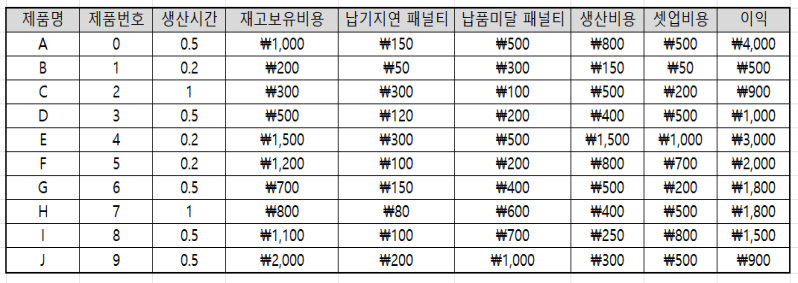 제품명 제품번호 생산시간 재고보유비용 납기지연 패널티 납품미달 패널티 생산비용 셋업비용 이익
A 0 0.5 ₩1,000 ₩150 ₩500 ₩800 ₩500 ₩4,000
B 1 0.2 ₩200 ₩50 ₩300 ₩150 ₩50 ₩500
C 2 1 ₩300 ₩300 ₩100 ₩500 ₩200 ₩900
D 3 0.5 ₩500 ₩120 ₩200 ₩400 ₩500 ₩1,000
E 4 0.2 ₩1,500 ₩300 ₩500 ₩1,500 ₩1,000 ₩3,000
F 5 0.2 ₩1,200 ₩100 ₩200 ₩800 ₩700 ₩2,000
G 6 0.5 ₩700 ₩150 ₩400 ₩500 ₩200 ₩1,800
H 7 1 ₩800 ₩80 ₩600 ₩400 ₩500 ₩1,800
I 8 0.5 ₩1,100 ₩100 ₩700 ₩250 ₩800 ₩1,500
J 9 0.5 ₩2,000 ₩200 ₩1,000 ₩300 ₩500 ₩900